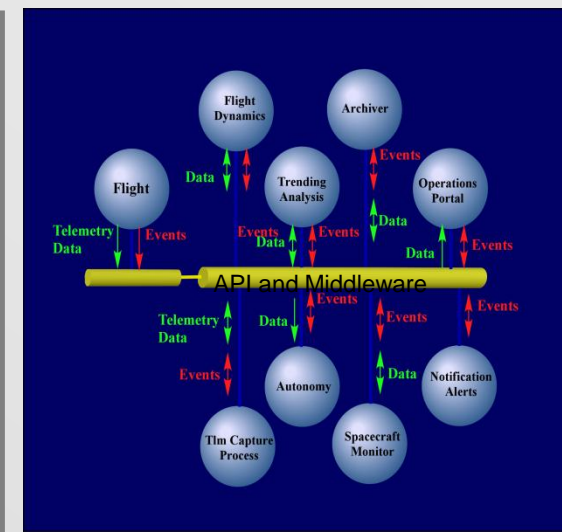 Flight
Dynamics
Archiver
Events
Flight
Data
Trending
Analysis
Operations
Portal
Telemetry
Data
Events
Events
Data
Events
Data
Data
Events
API and Middleware
Telemetry
Data
Data
Events
Events
Events
Events
Autonomy
Data
Notification
Alerts
Tlm Capture
Process
Spacecraft
Monitor